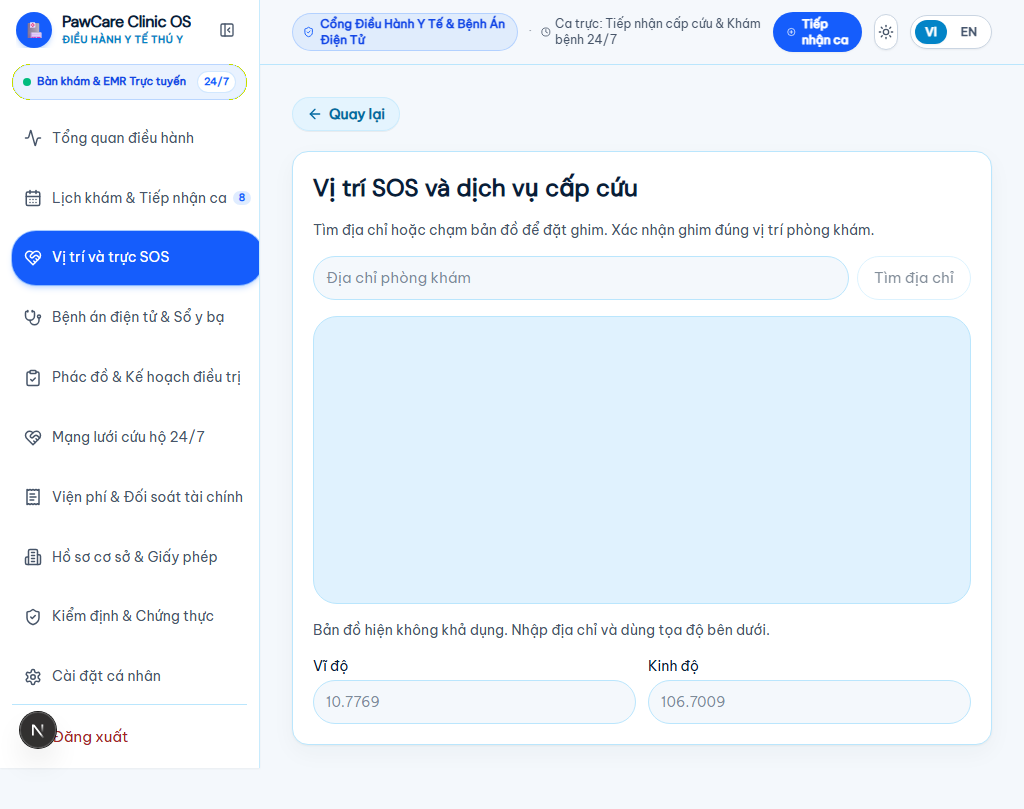 PawCare Clinic OS
ĐIỀU HÀNH Y TẾ THÚ Y
Bàn khám & EMR Trực tuyến 24/7
Tổng quan điều hành
Lịch khám & Tiếp nhận ca 8
Vị trí và trực SOS
Bệnh án điện tử & Sổ y bạ
Phác đồ & Kế hoạch điều trị
Mạng lưới cứu hộ 24/7
Viện phí & Đối soát tài chính
Hồ sơ cơ sở & Giấy phép
Kiểm định & Chứng thực
Cài đặt cá nhân
N
Đăng xuất
Cổng Điều Hành Y Tế & Bệnh Án
Điện Tử
·
Ca trực: Tiếp nhận cấp cứu & Khám
bệnh 24/7
Tiếp
nhận ca
VI EN
Quay lại
Vị trí SOS và dịch vụ cấp cứu
Tìm địa chỉ hoặc chạm bản đồ để đặt ghim. Xác nhận ghim đúng vị trí phòng khám.
Địa chỉ phòng khám
Tìm địa chỉ
Bản đồ hiện không khả dụng. Nhập địa chỉ và dùng tọa độ bên dưới.
Vĩ độ Kinh độ
10.7769 106.7009